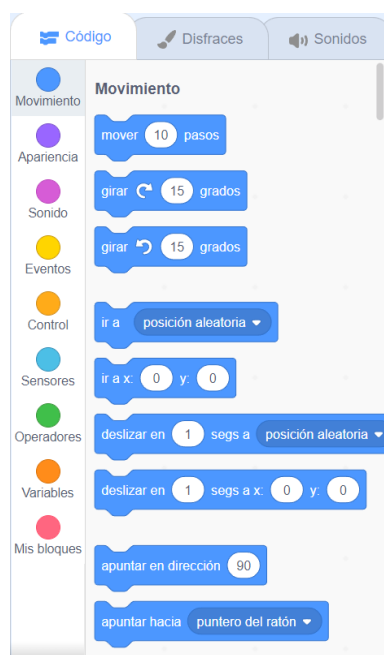 Código Disfraces Sonidos
Movimiento
Apariencia
Sonido
Eventos
Control
Sensores
Operadores
Variables
Mis bloques
Movimiento
mover 10 pasos
girar 15 grados
girar 15 grados
ir a posición aleatoria
ir a x: 0 y: 0
deslizar en 1 segs a posición aleatoria
deslizar en 1 segs a x: 0 y: 0
apuntar en dirección 90
apuntar hacia puntero del ratón